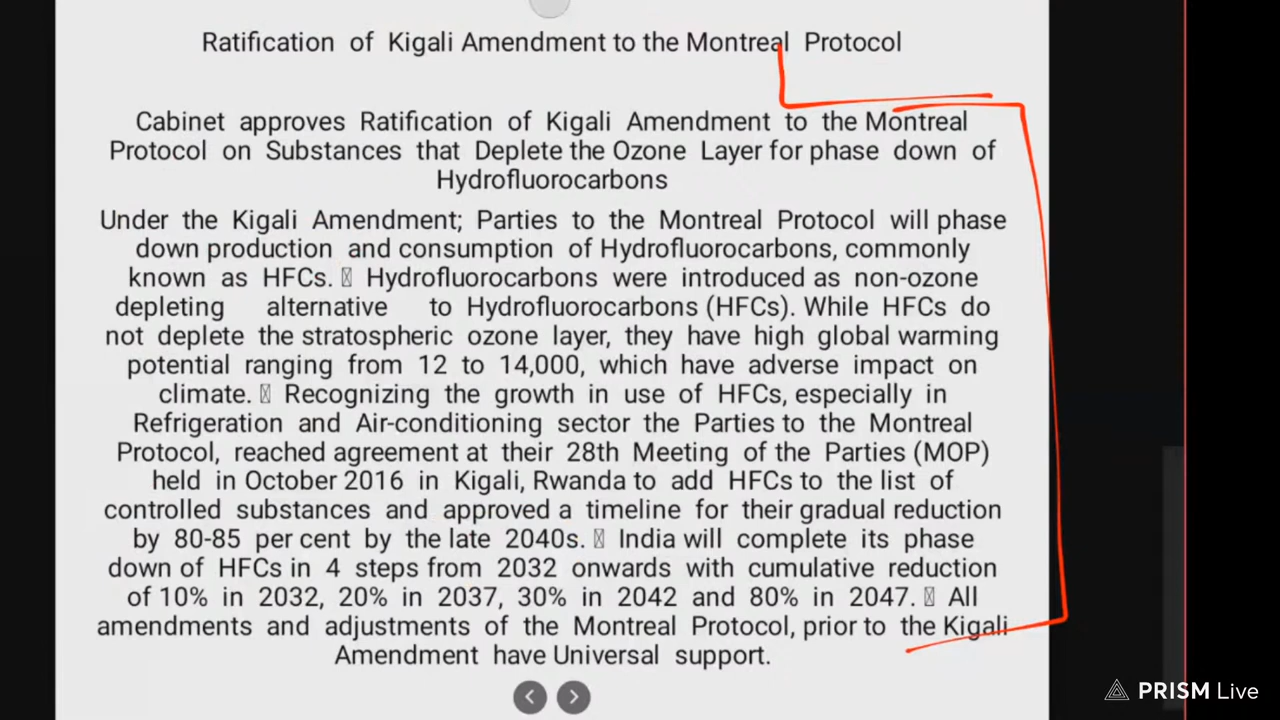 Ratification of Kigali Amendment to the Montreal Protocol
Cabinet approves Ratification of Kigali Amendment to the Montreal
Protocol on Substances that Deplete the Ozone Layer for phase down of
Hydrofluorocarbons
Under the Kigali Amendment; Parties to the Montreal Protocol will phase
down production and consumption of Hydrofluorocarbons, commonly
known as HFCs. Hydrofluorocarbons were introduced as non-ozone
depleting alternative to Hydrofluorocarbons (HFCs). While HFCs do
not deplete the stratospheric ozone layer, they have high global warming
potential ranging from 12 to 14,000, which have adverse impact on
climate. Recognizing the growth in use of HFCs, especially in
Refrigeration and Air-conditioning sector the Parties to the Montreal
Protocol, reached agreement at their 28th Meeting of the Parties (MOP)
held in October 2016 in Kigali, Rwanda to add HFCs to the list of
controlled substances and approved a timeline for their gradual reduction
by 80-85 per cent by the late 2040s. India will complete its phase
down of HFCs in 4 steps from 2032 onwards with cumulative reduction
of 10% in 2032, 20% in 2037, 30% in 2042 and 80% in 2047. All
amendments and adjustments of the Montreal Protocol, prior to the Kigali
Amendment have Universal support.
PRISM Live